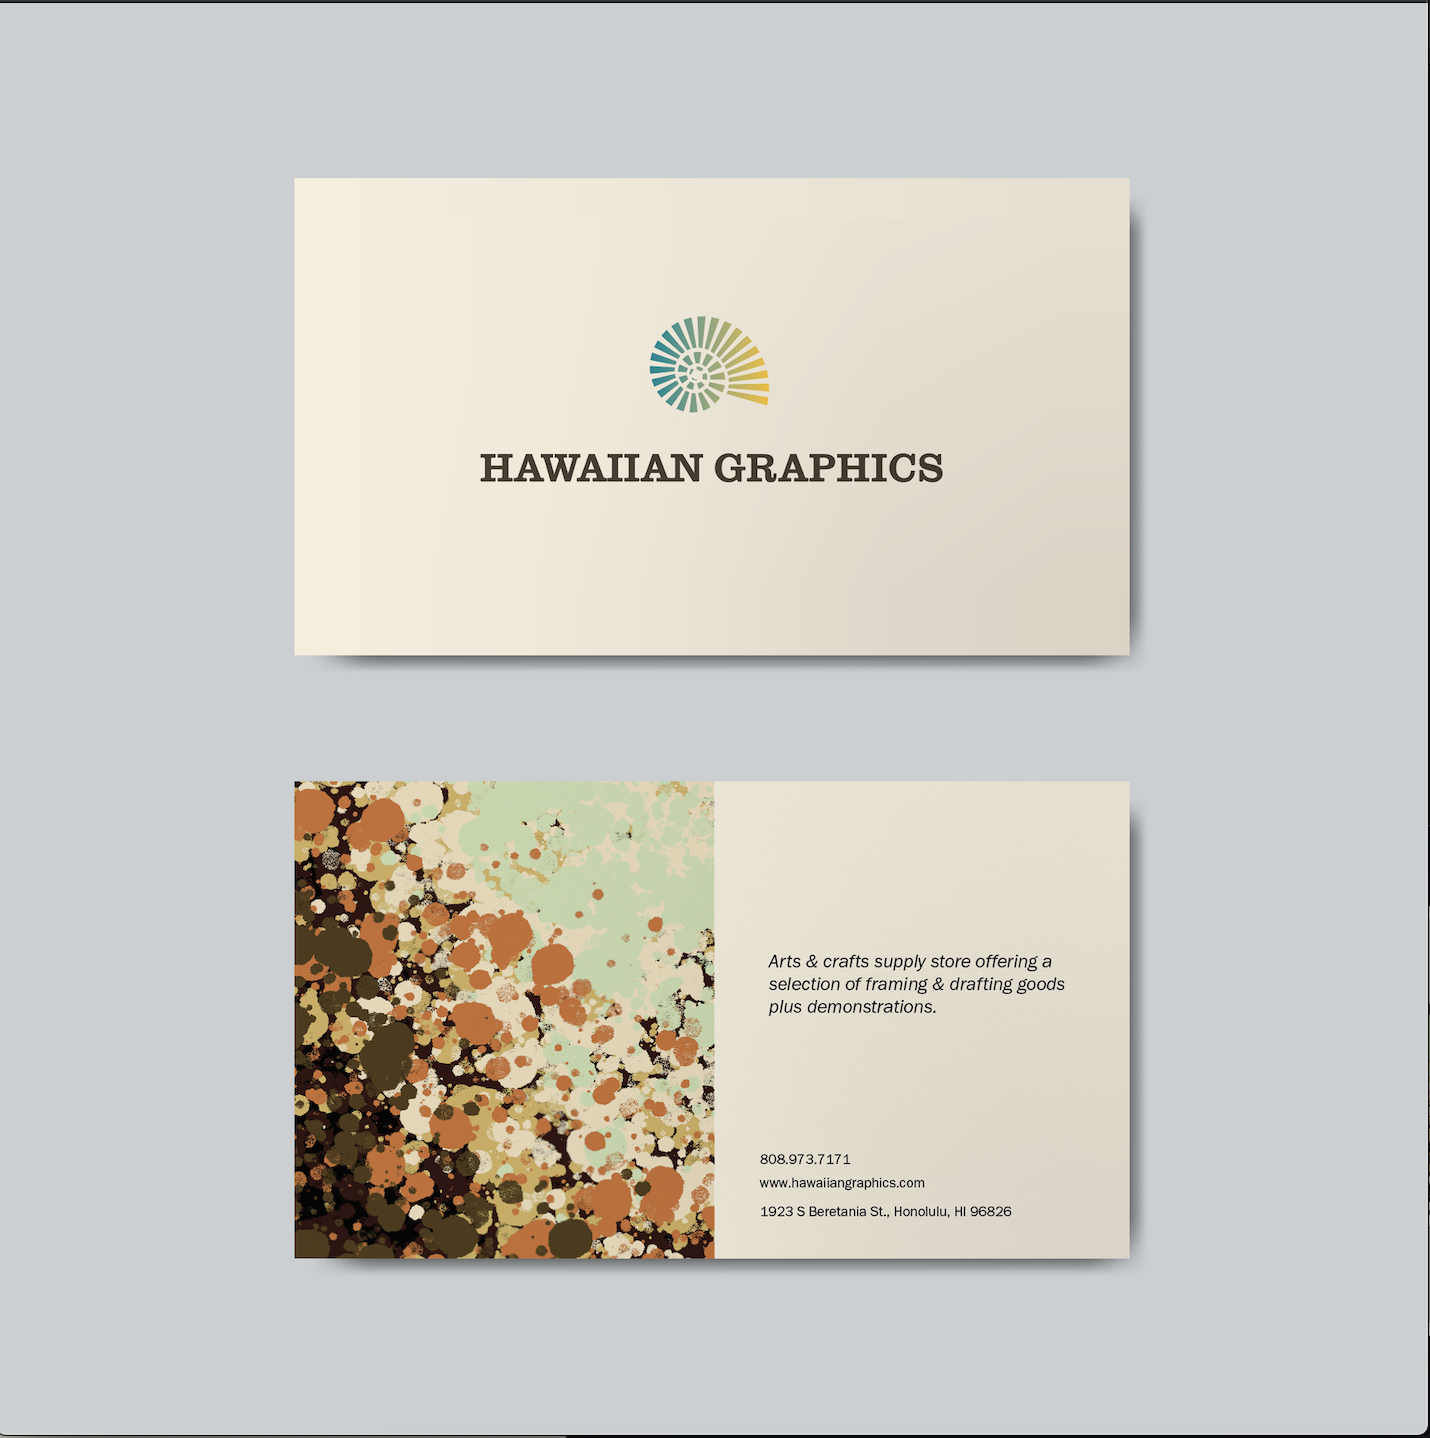 HAWAIIAN GRAPHICS
Arts & crafts supply store offering a
selection of framing & drafting goods
plus demonstrations.
808.973.7171
www.hawaiiangraphics.com
1923 S Beretania St., Honolulu, HI 96826